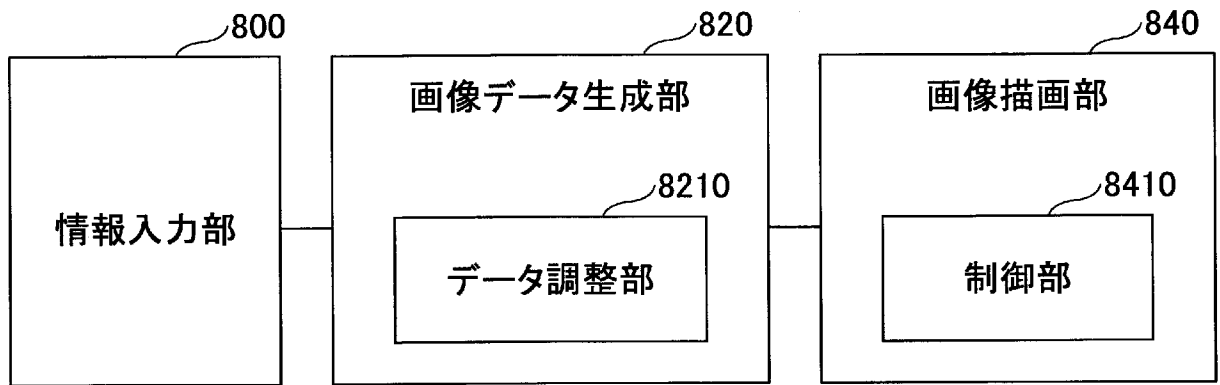 800
820
840
画像データ生成部
画像描画部
8210
8410
情報入力部
データ調整部
制御部